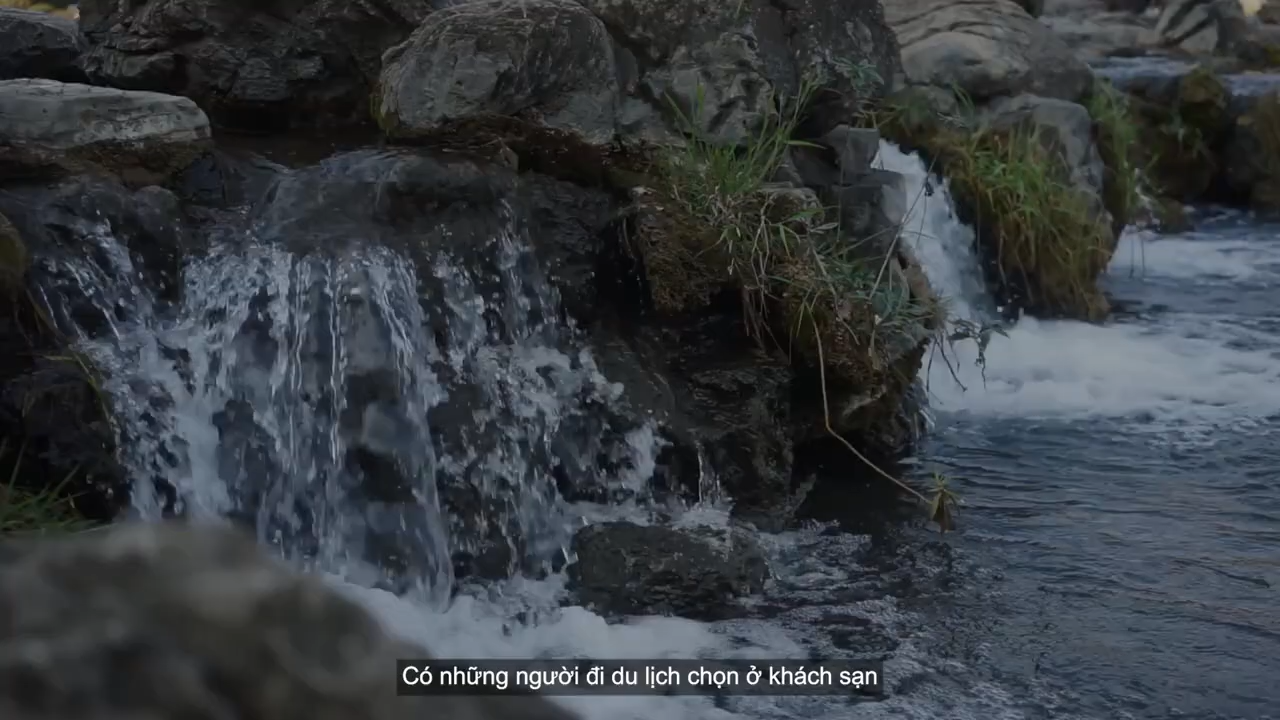 Có những người đi du lịch chọn ở khách sạn